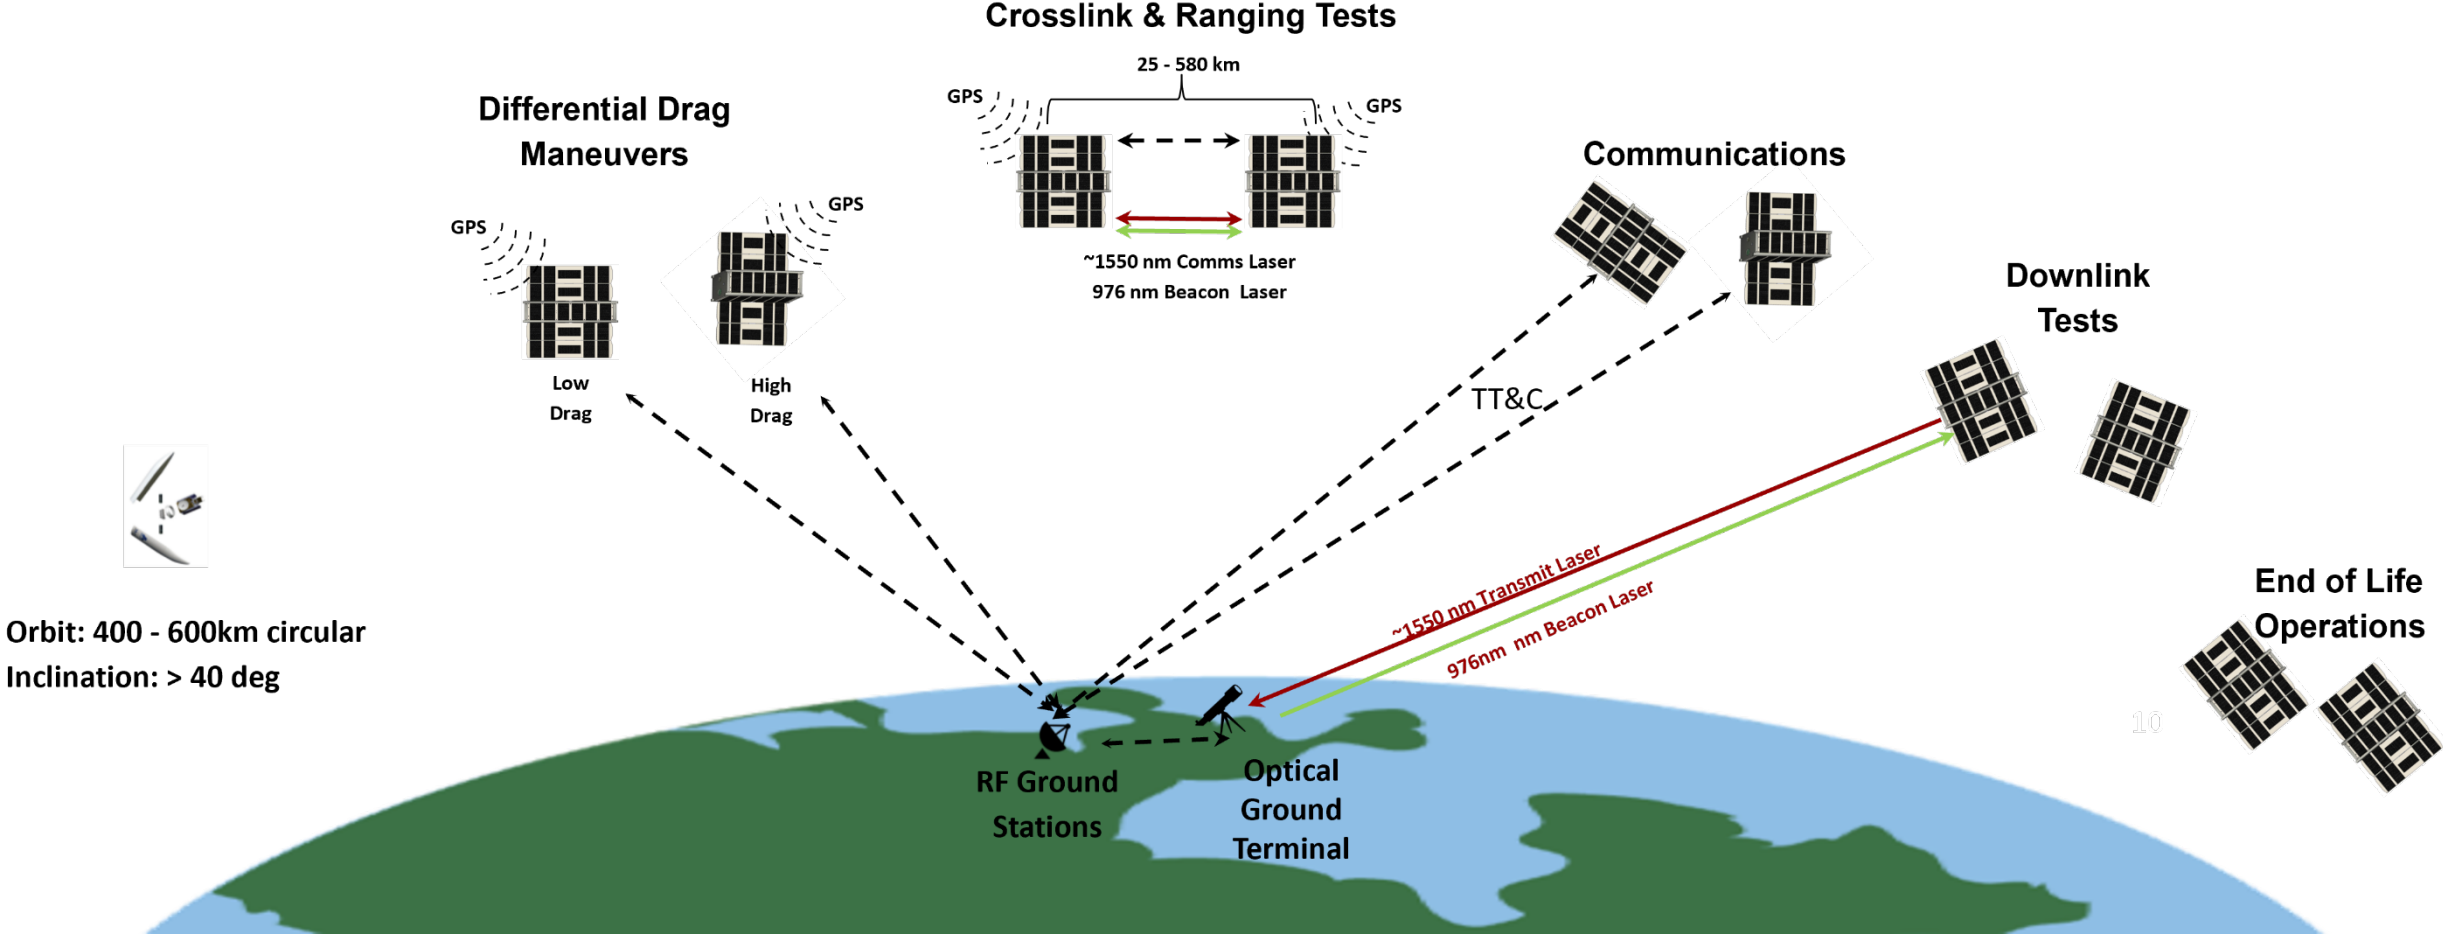 Crosslink & Ranging Tests
25 - 580 km
GPS
GPS
~1550 nm Comms Laser
976 nm Beacon Laser
Differential Drag
Maneuvers
GPS
GPS
Low
Drag
High
Drag
Communications
TT&C
Downlink
Tests
~1550 nm Transmit Laser
976nm nm Beacon Laser
End of Life
Operations
10
Orbit: 400 - 600km circular
Inclination: > 40 deg
RF Ground
Stations
Optical
Ground
Terminal